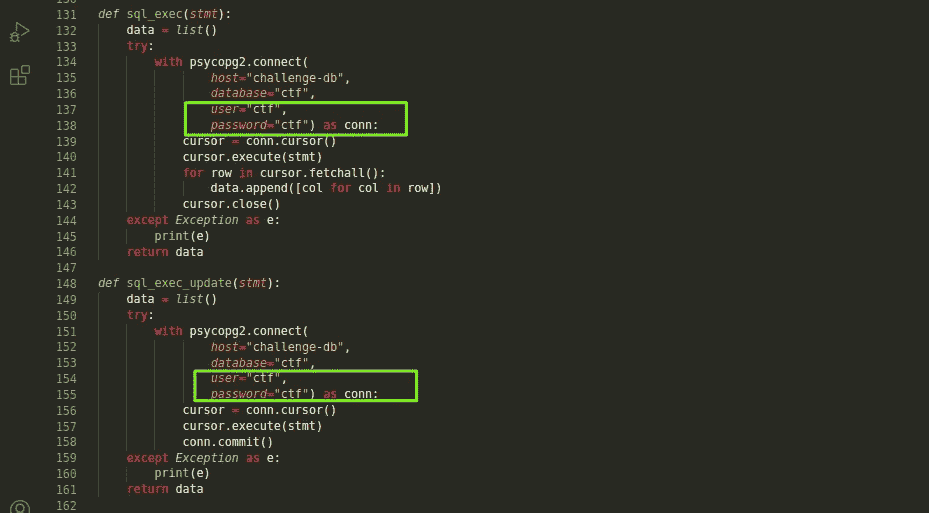 131 def sql_exec(stmt):
132 data = list()
133 try:
134 with psycopg2.connect(
135 host="challenge-db",
136 database="ctf",
137 user="ctf",
138 password="ctf") as conn:
139 cursor = conn.cursor()
140 cursor.execute(stmt)
141 for row in cursor.fetchall():
142 data.append([col for col in row])
143 cursor.close()
144 except Exception as e:
145 print(e)
146 return data
147
148 def sql_exec_update(stmt):
149 data = list()
150 try:
151 with psycopg2.connect(
152 host="challenge-db",
153 database="ctf",
154 user="ctf",
155 password="ctf") as conn:
156 cursor = conn.cursor()
157 cursor.execute(stmt)
158 conn.commit()
159 except Exception as e:
160 print(e)
161 return data
162